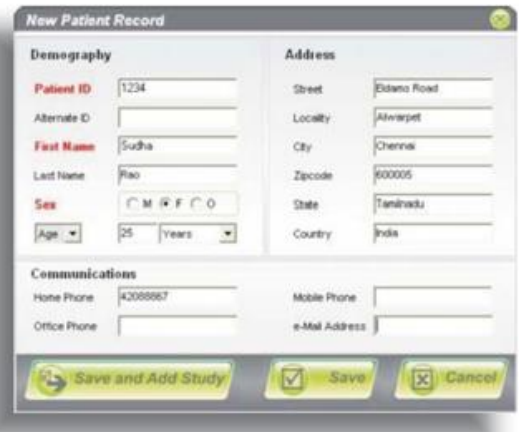 New Patient Record
Demography
Patient ID 1234
Alternate ID
First Name Sudha
Last Name Rao
Sex M F O
Age 25 Years
Address
Street Eldams Road
Locality Alwarpet
City Chennai
Zipcode 600005
State Tamilnadu
Country India
Communications
Home Phone 42088867
Office Phone
Mobile Phone
e-Mail Address
Save and Add Study
Save
Cancel